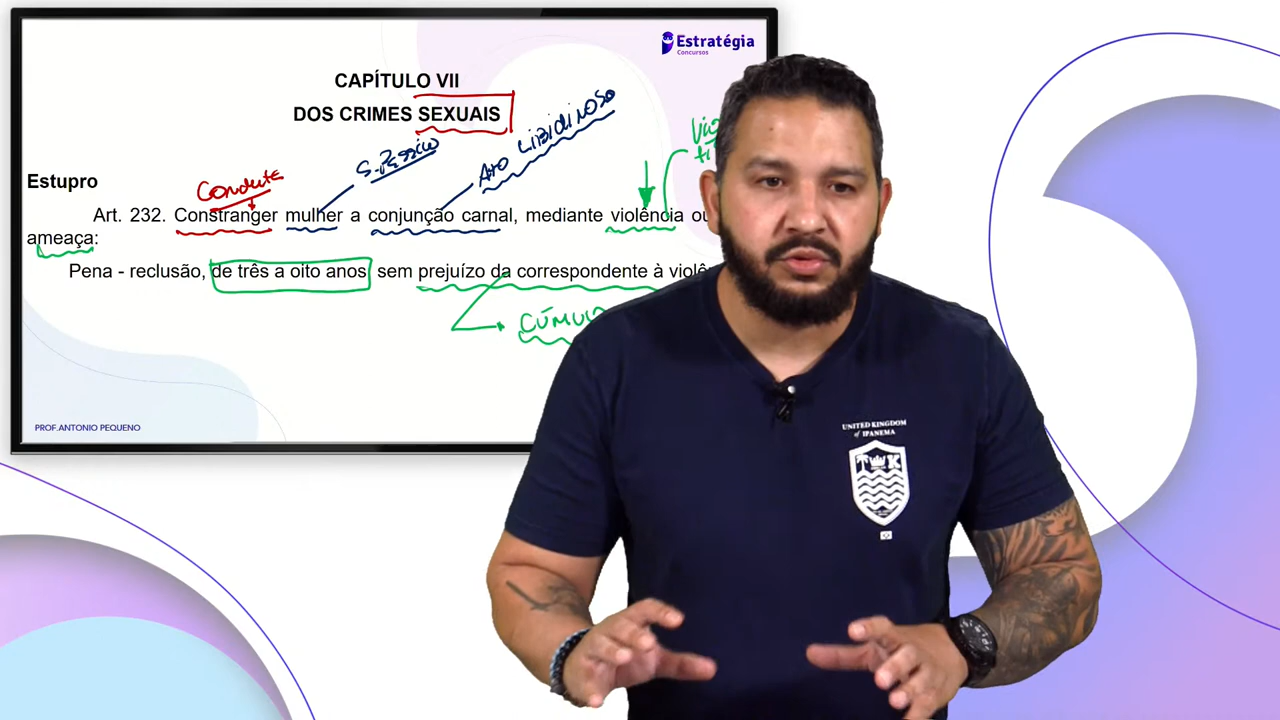 Estratégia
Concursos
CAPÍTULO VII
DOS CRIMES SEXUAIS
Ato Libidinoso
S. Passivo
Estupro
Conduta
Art. 232. Constranger mulher a conjunção carnal, mediante violência ou
ameaça:
Pena - reclusão, de três a oito anos, sem prejuízo da correspondente à
CÚMU
PROF. ANTONIO PEQUENO
UNITED KINGDOM
of IPANEMA
K